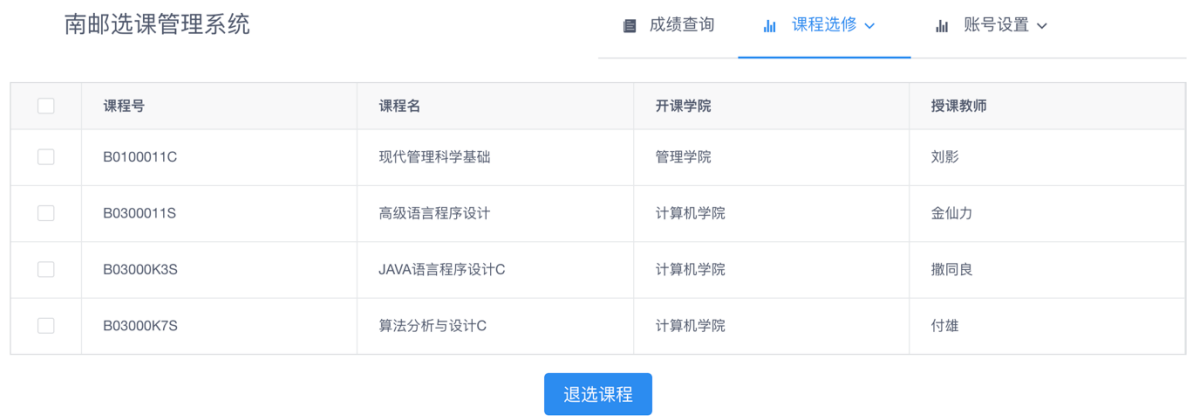 南邮选课管理系统
成绩查询 课程选修 账号设置
课程号 课程名 开课学院 授课教师
B0100011C 现代管理科学基础 管理学院 刘影
B0300011S 高级语言程序设计 计算机学院 金仙力
B03000K3S JAVA语言程序设计C 计算机学院 撒同良
B03000K7S 算法分析与设计C 计算机学院 付雄
退选课程